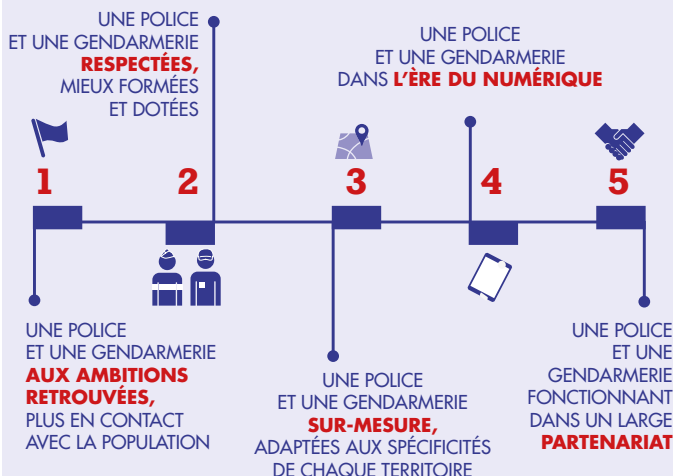 1
UNE POLICE
ET UNE GENDARMERIE
AUX AMBITIONS
RETROUVÉES,
PLUS EN CONTACT
AVEC LA POPULATION
UNE POLICE
ET UNE GENDARMERIE
RESPECTÉES,
MIEUX FORMÉES
ET DOTÉES
2
3
UNE POLICE
ET UNE GENDARMERIE
SUR-MESURE,
ADAPTÉES AUX SPÉCIFICITÉS
DE CHAQUE TERRITOIRE
UNE POLICE
ET UNE GENDARMERIE
DANS L'ÈRE DU NUMÉRIQUE
4
5
UNE POLICE
ET UNE
GENDARMERIE
FONCTIONNANT
DANS UN LARGE
PARTENARIAT